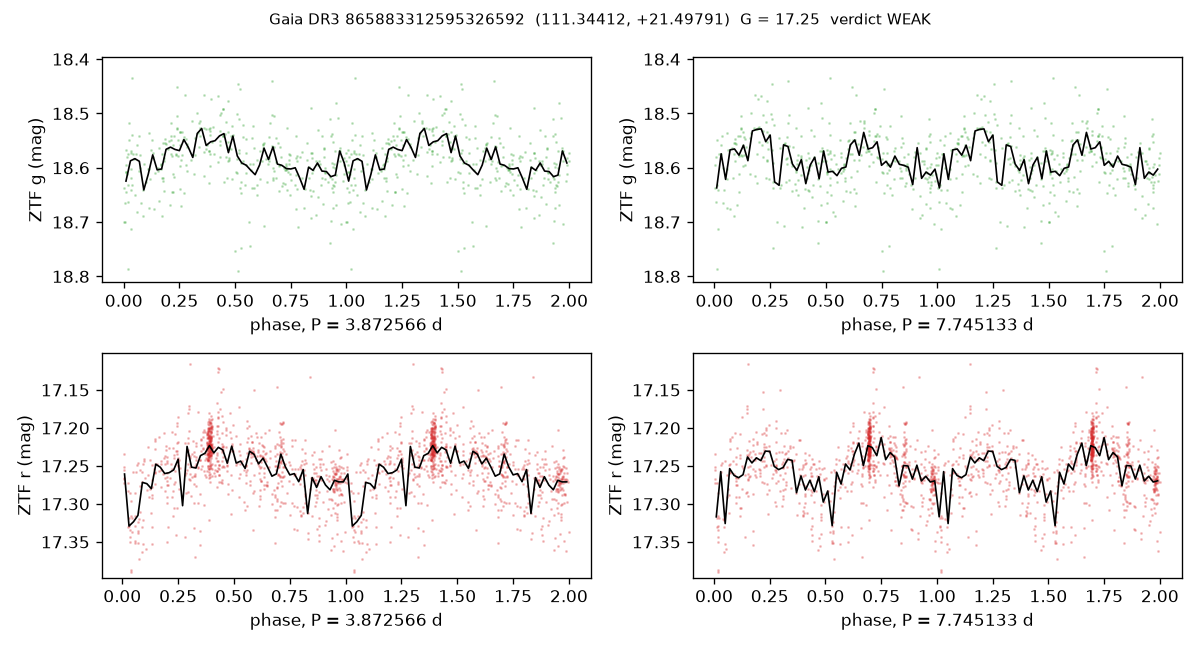 Gaia DR3 865883312595326592 (111.34412, +21.49791) G = 17.25 verdict WEAK
18.4
18.5
18.6
18.7
18.8
ZTF g (mag)
0.00 0.25 0.50 0.75 1.00 1.25 1.50 1.75 2.00
phase, P = 3.872566 d
18.4
18.5
18.6
18.7
18.8
ZTF g (mag)
0.00 0.25 0.50 0.75 1.00 1.25 1.50 1.75 2.00
phase, P = 7.745133 d
17.15
17.20
17.25
17.30
17.35
ZTF r (mag)
0.00 0.25 0.50 0.75 1.00 1.25 1.50 1.75 2.00
phase, P = 3.872566 d
17.15
17.20
17.25
17.30
17.35
ZTF r (mag)
0.00 0.25 0.50 0.75 1.00 1.25 1.50 1.75 2.00
phase, P = 7.745133 d